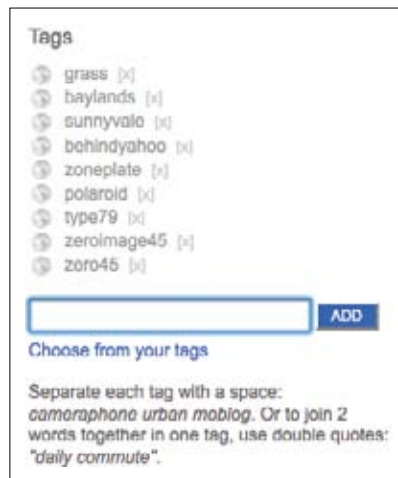 Tags
grass [x]
baylands [x]
sunnyvale [x]
behindyahoo [x]
zoneplate [x]
polaroid [x]
type79 [x]
zeroimage45 [x]
zero45 [x]
ADD
Choose from your tags
Separate each tag with a space:
cameraphone urban moblog. Or to join 2
words together in one tag, use double quotes:
"daily commute".